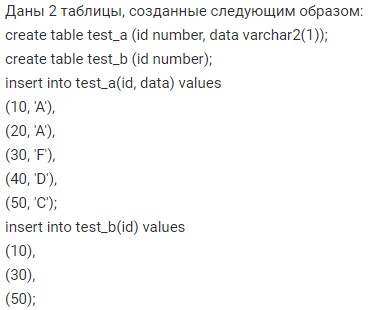 Даны 2 таблицы, созданные следующим образом:
create table test_a (id number, data varchar2(1));
create table test_b (id number);
insert into test_a(id, data) values
(10, 'A'),
(20, 'A'),
(30, 'F'),
(40, 'D'),
(50, 'C');
insert into test_b(id) values
(10),
(30),
(50);